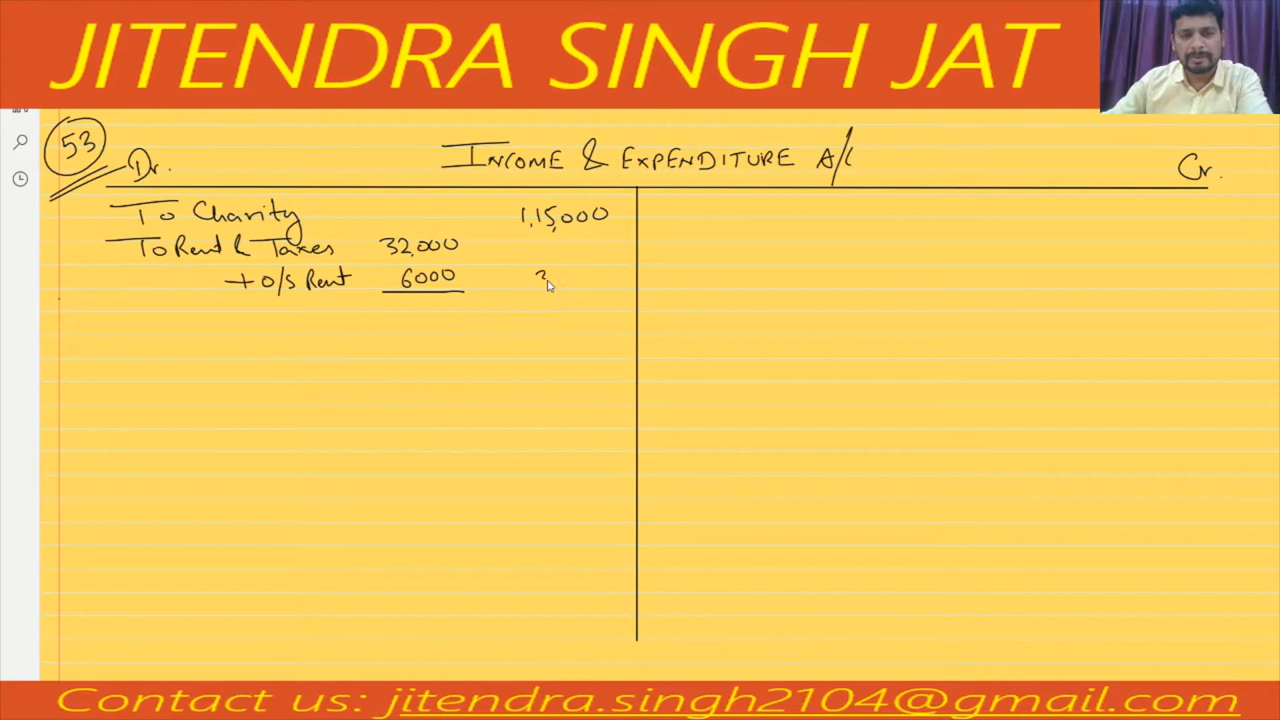 JITENDRA SINGH JAT
53
Dr. INCOME & EXPENDITURE A/C Cr.
To Charity 1,15,000
To Rent & Taxes 32,000
+ O/S Rent 6000 3
Contact us: jitendra.singh2104@gmail.com